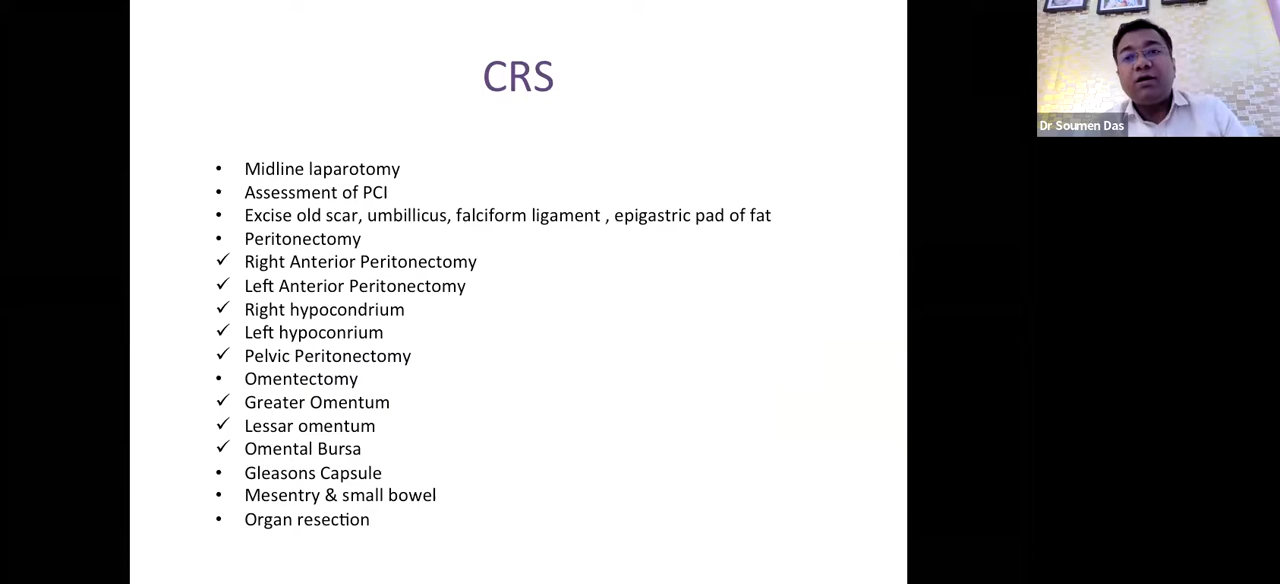 CRS
• Midline laparotomy
• Assessment of PCI
• Excise old scar, umbillicus, falciform ligament , epigastric pad of fat
• Peritonectomy
✓ Right Anterior Peritonectomy
✓ Left Anterior Peritonectomy
✓ Right hypocondrium
✓ Left hypoconrium
✓ Pelvic Peritonectomy
• Omentectomy
✓ Greater Omentum
✓ Lessar omentum
✓ Omental Bursa
• Gleasons Capsule
• Mesentry & small bowel
• Organ resection
Dr Soumen Das